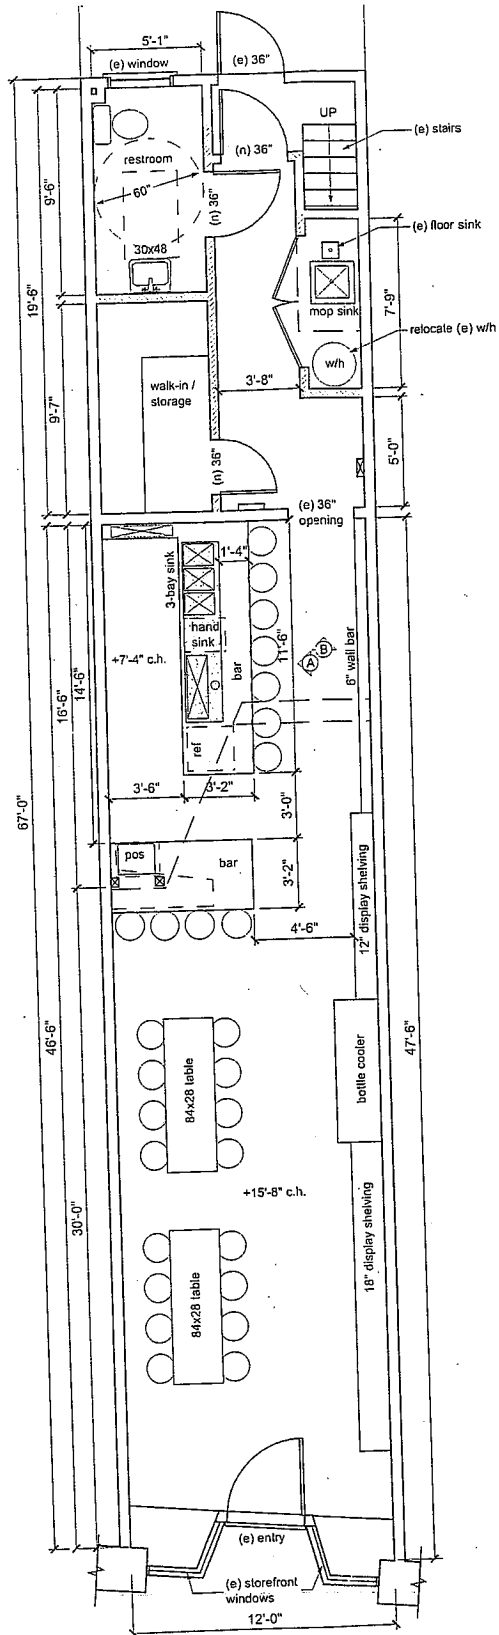 5'-1"
(e) window
(e) 36"
UP
(e) stairs
(n) 36"
restroom
60"
(n) 36"
(e) floor sink
9'-6"
30x48
19'-6"
mop sink
7'-9"
relocate (e) w/h
w/h
walk-in /
storage
3'-8"
9'-7"
(n) 36"
5'-0"
(e) 36"
opening
1'-4"
3-bay sink
hand
sink
11'-6"
B
A
6" wall bar
+7'-4" c.h.
bar
14'-6"
16'-6"
ref
3'-6"
3'-2"
3'-0"
67'-0"
pos
bar
3'-2"
12" display shelving
4'-6"
46'-6"
47'-6"
84x28 table
bottle cooler
+15'-8" c.h.
30'-0"
18" display shelving
84x28 table
(e) entry
(e) storefront
windows
12'-0"